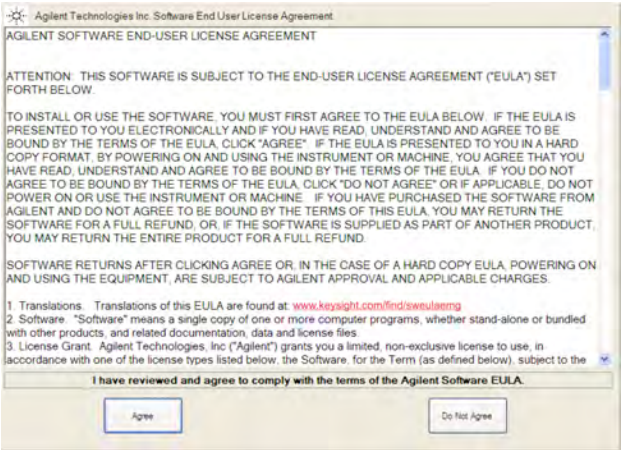 Agilent Technologies Inc. Software End User License Agreement
AGILENT SOFTWARE END-USER LICENSE AGREEMENT
ATTENTION:  THIS SOFTWARE IS SUBJECT TO THE END-USER LICENSE AGREEMENT ("EULA") SET
FORTH BELOW.
TO INSTALL OR USE THE SOFTWARE, YOU MUST FIRST AGREE TO THE EULA BELOW.  IF THE EULA IS
PRESENTED TO YOU ELECTRONICALLY AND IF YOU HAVE READ, UNDERSTAND AND AGREE TO BE
BOUND BY THE TERMS OF THE EULA, CLICK "AGREE".  IF THE EULA IS PRESENTED TO YOU IN A HARD
COPY FORMAT, BY POWERING ON AND USING THE INSTRUMENT OR MACHINE, YOU AGREE THAT YOU
HAVE READ, UNDERSTAND AND AGREE TO BE BOUND BY THE TERMS OF THE EULA.  IF YOU DO NOT
AGREE TO BE BOUND BY THE TERMS OF THE EULA, CLICK "DO NOT AGREE" OR IF APPLICABLE, DO NOT
POWER ON OR USE THE INSTRUMENT OR MACHINE.  IF YOU HAVE PURCHASED THE SOFTWARE FROM
AGILENT AND DO NOT AGREE TO BE BOUND BY THE TERMS OF THIS EULA, YOU MAY RETURN THE
SOFTWARE FOR A FULL REFUND, OR, IF THE SOFTWARE IS SUPPLIED AS PART OF ANOTHER PRODUCT,
YOU MAY RETURN THE ENTIRE PRODUCT FOR A FULL REFUND.
SOFTWARE RETURNS AFTER CLICKING AGREE OR, IN THE CASE OF A HARD COPY EULA, POWERING ON
AND USING THE EQUIPMENT, ARE SUBJECT TO AGILENT APPROVAL AND APPLICABLE CHARGES.
1. Translations.  Translations of this EULA are found at: www.keysight.com/find/sweulaemg
2. Software.  "Software" means a single copy of one or more computer programs, whether stand-alone or bundled
with other products, and related documentation, data and license files.
3. License Grant.  Agilent Technologies, Inc ("Agilent") grants you a limited, non-exclusive license to use, in
accordance with one of the license types listed below, the Software, for the Term (as defined below), subject to the
I have reviewed and agree to comply with the terms of the Agilent Software EULA.
Agree
Do Not Agree